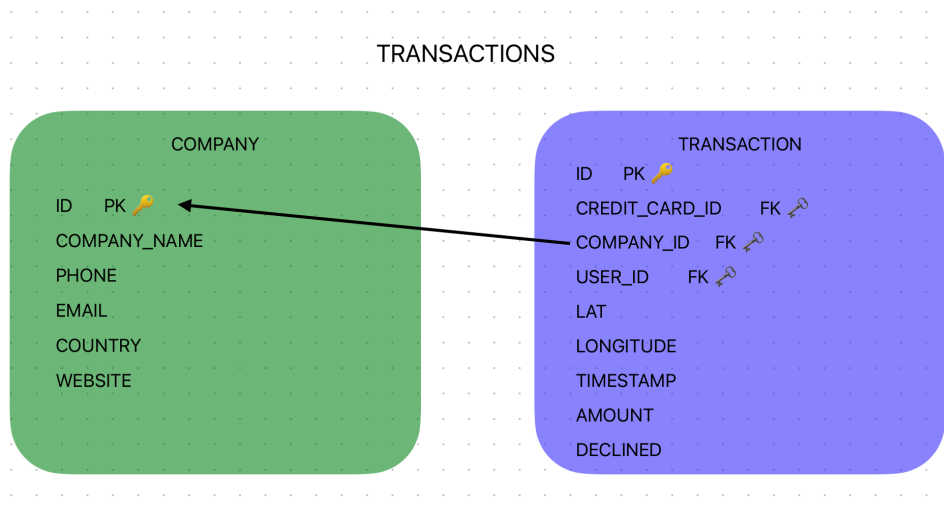 TRANSACTIONS
COMPANY
ID PK
COMPANY_NAME
PHONE
EMAIL
COUNTRY
WEBSITE
TRANSACTION
ID PK
CREDIT_CARD_ID FK
COMPANY_ID FK
USER_ID FK
LAT
LONGITUDE
TIMESTAMP
AMOUNT
DECLINED